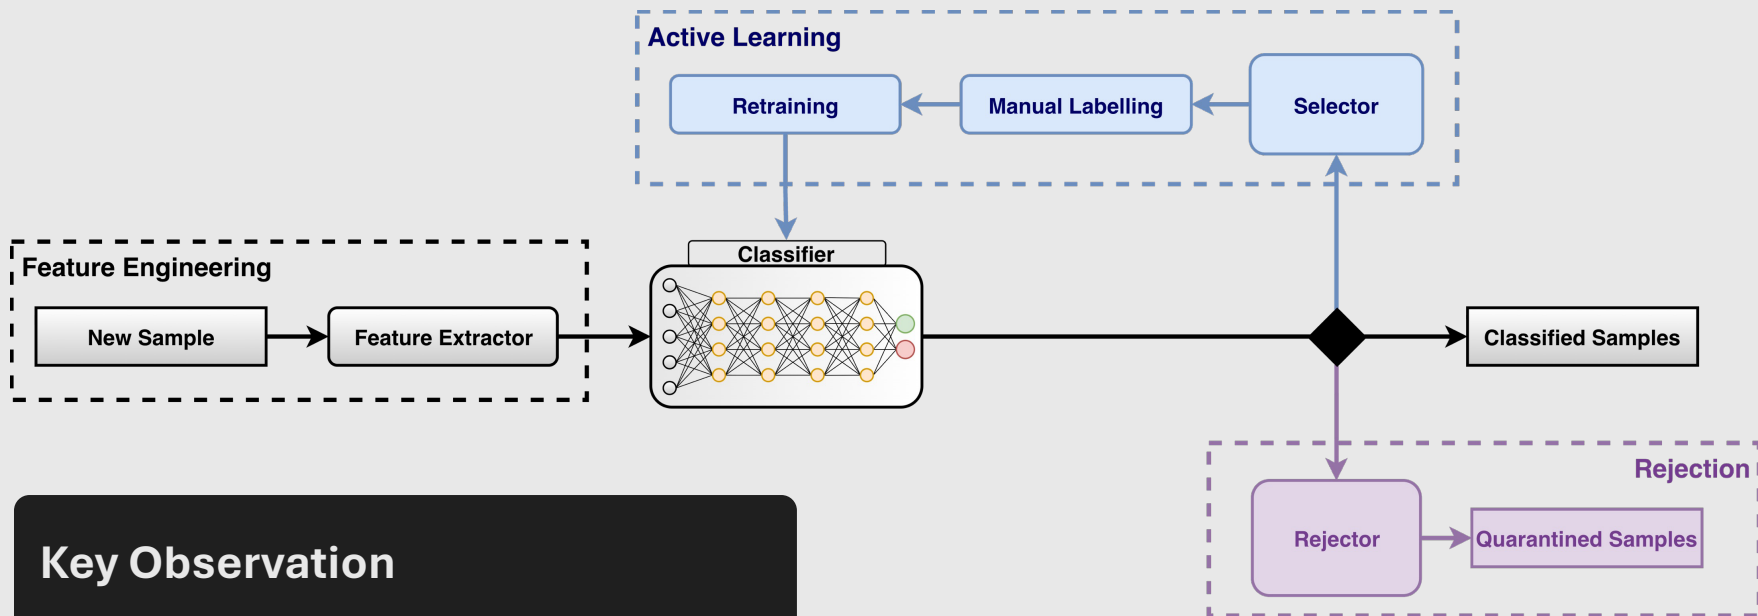 Active Learning
Retraining
Manual Labelling
Selector
Classifier
Feature Engineering
New Sample
Feature Extractor
Classified Samples
Rejection
Rejector
Quarantined Samples
Key Observation